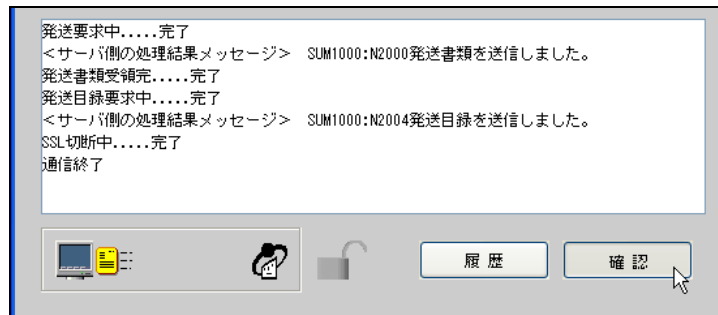 発送要求中.....完了
<サーバ側の処理結果メッセージ>　SUM1000:N2000発送書類を送信しました。
発送書類受領完.....完了
発送目録要求中.....完了
<サーバ側の処理結果メッセージ>　SUM1000:N2004発送目録を送信しました。
SSL切断中.....完了
通信終了
履 歴
確 認